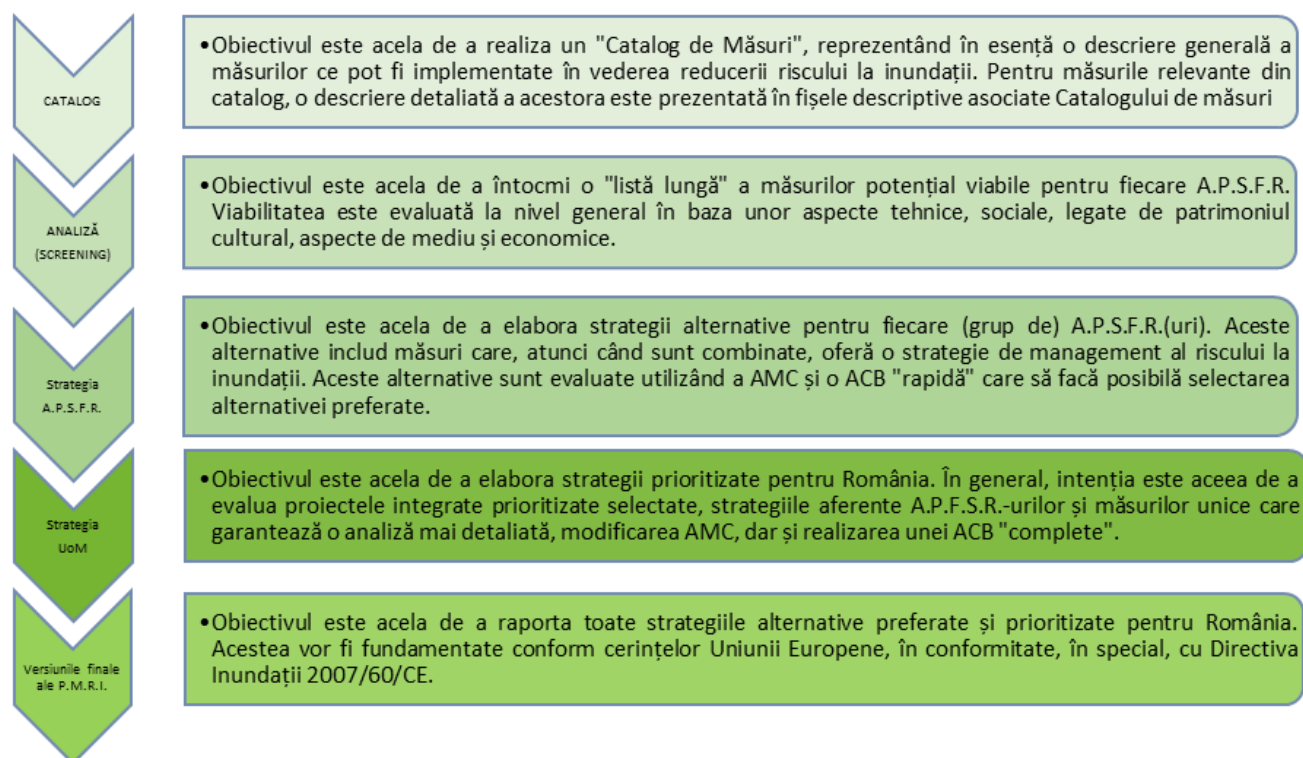 CATALOG
•Obiectivul este acela de a realiza un "Catalog de Măsuri", reprezentând în esență o descriere generală a
măsurilor ce pot fi implementate în vederea reducerii riscului la inundații. Pentru măsurile relevante din
catalog, o descriere detaliată a acestora este prezentată în fișele descriptive asociate Catalogului de măsuri
ANALIZĂ
(SCREENING)
•Obiectivul este acela de a întocmi o "listă lungă" a măsurilor potențial viabile pentru fiecare A.P.S.F.R.
Viabilitatea este evaluată la nivel general în baza unor aspecte tehnice, sociale, legate de patrimoniul
cultural, aspecte de mediu și economice.
Strategia
A.P.S.F.R.
•Obiectivul este acela de a elabora strategii alternative pentru fiecare (grup de) A.P.S.F.R.(uri). Aceste
alternative includ măsuri care, atunci când sunt combinate, oferă o strategie de management al riscului la
inundații. Aceste alternative sunt evaluate utilizând a AMC și o ACB "rapidă" care să facă posibilă selectarea
alternativei preferate.
Strategia
UoM
•Obiectivul este acela de a elabora strategii prioritizate pentru România. În general, intenția este aceea de a
evalua proiectele integrate prioritizate selectate, strategiile aferente A.P.F.S.R.-urilor și măsurilor unice care
garantează o analiză mai detaliată, modificarea AMC, dar și realizarea unei ACB "complete".
Versiunile finale
ale P.M.R.I.
•Obiectivul este acela de a raporta toate strategiile alternative preferate și prioritizate pentru România.
Acestea vor fi fundamentate conform cerințelor Uniunii Europene, în conformitate, în special, cu Directiva
Inundații 2007/60/CE.